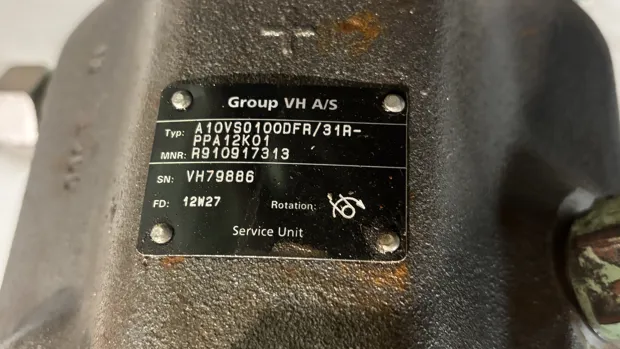 Group VH A/S
Typ: A10VSO100DFR/31R-
PPA12K01
MNR: R910917313
SN: VH79886
FD: 12W27 Rotation:
Service Unit